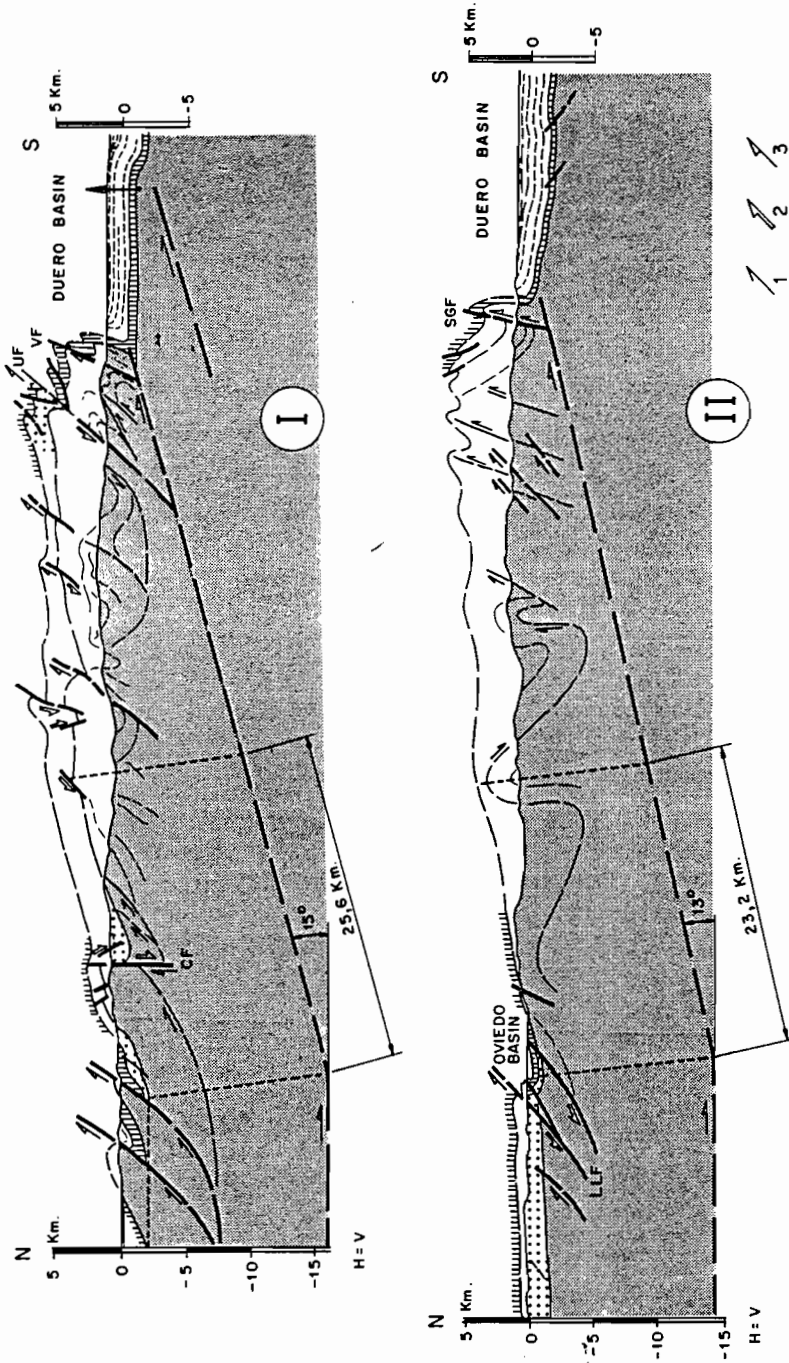 N
S
5 Km.
0
-5
-10
-15
H = V
CF
UF
VF
DUERO BASIN
5 Km.
0
-5
15°
25,6 Km.
I
N
S
5 Km.
0
-5
-10
-15
H = V
OVIEDO
BASIN
LLF
SGF
DUERO BASIN
5 Km.
0
-5
13°
23,2 Km.
II
1
2
3